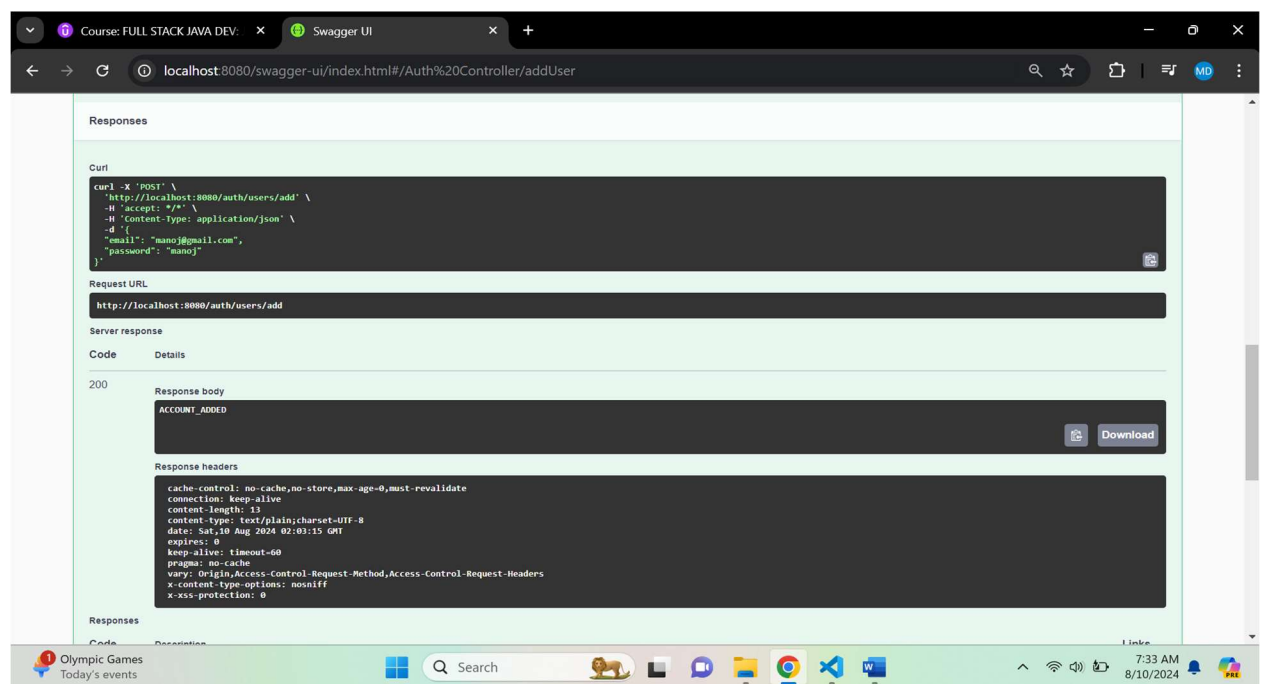 Course: FULL STACK JAVA DEV:
Swagger UI
localhost:8080/swagger-ui/index.html#/Auth%20Controller/addUser
MD
Responses
Curl
curl -X 'POST' \
'http://localhost:8080/auth/users/add' \
-H 'accept: */*' \
-H 'Content-Type: application/json' \
-d '{
"email": "manoj@gmail.com",
"password": "manoj"
}'
Request URL
http://localhost:8080/auth/users/add
Server response
Code Details
200
Response body
ACCOUNT_ADDED
Download
Response headers
cache-control: no-cache,no-store,max-age=0,must-revalidate
connection: keep-alive
content-length: 13
content-type: text/plain;charset=UTF-8
date: Sat,10 Aug 2024 02:03:15 GMT
expires: 0
keep-alive: timeout=60
pragma: no-cache
vary: Origin,Access-Control-Request-Method,Access-Control-Request-Headers
x-content-type-options: nosniff
x-xss-protection: 0
Responses
Code Description Links
1
Olympic Games
Today's events
Search
W
7:33 AM
8/10/2024
PRE